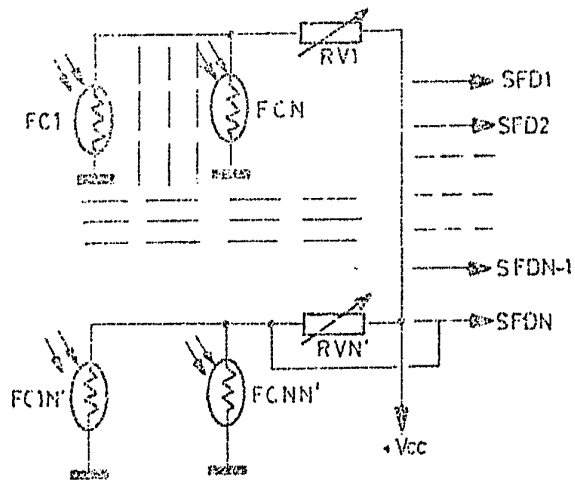 RV1
SFD1
FC1
FCN
SFD2
SFDN-1
SFDN
RVN'
FC1N'
FCNN'
+Vcc